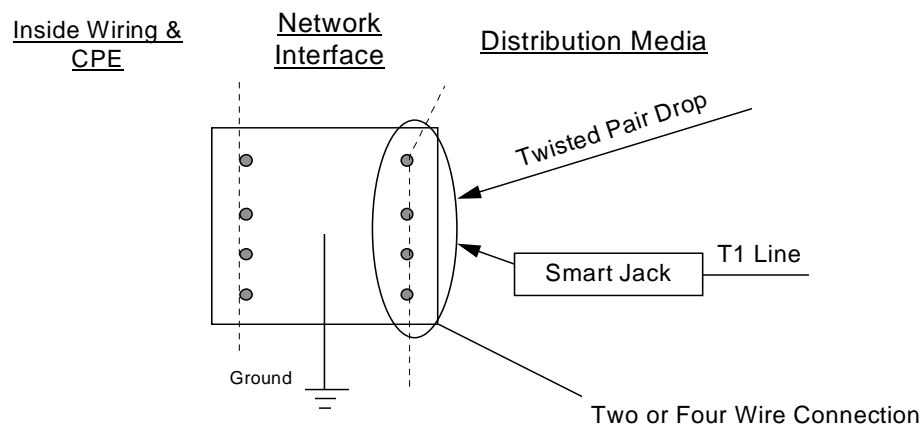 Inside Wiring &
CPE
Network
Interface
Distribution Media
Twisted Pair Drop
Smart Jack
T1 Line
Ground
Two or Four Wire Connection